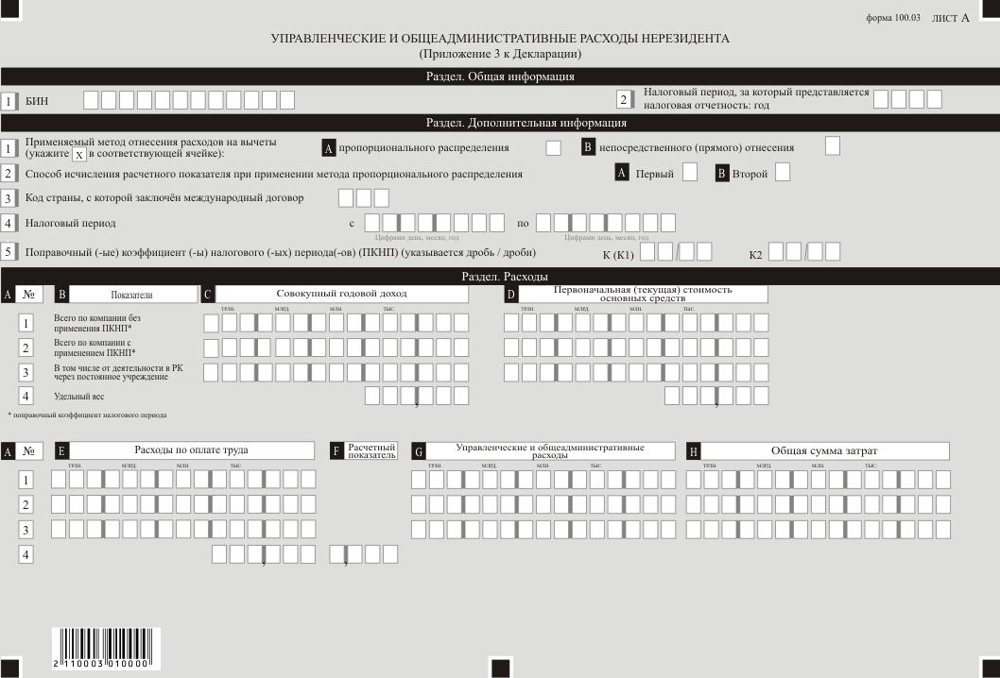 форма 100.03 ЛИСТ А
УПРАВЛЕНЧЕСКИЕ И ОБЩЕАДМИНИСТРАТИВНЫЕ РАСХОДЫ НЕРЕЗИДЕНТА
(Приложение 3 к Декларации)
Раздел. Общая информация
1 БИН
2 Налоговый период, за который представляется
налоговая отчетность: год
Раздел. Дополнительная информация
1 Применяемый метод отнесения расходов на вычеты
(укажите X в соответствующей ячейке):
A пропорционального распределения
B непосредственного (прямого) отнесения
2 Способ исчисления расчетного показателя при применении метода пропорционального распределения
A Первый B Второй
3 Код страны, с которой заключён международный договор
4 Налоговый период с по
Цифрами день, месяц, год Цифрами день, месяц, год
5 Поправочный (-ые) коэффициент (-ы) налогового (-ых) периода(-ов) (ПКНП) (указывается дробь / дроби) К (К1) / К2 /
Раздел. Расходы
A № B Показатели C Совокупный годовой доход D Первоначальная (текущая) стоимость
основных средств
ТРЛН. МЛРД. МЛН. ТЫС. ТРЛН. МЛРД. МЛН. ТЫС.
1 Всего по компании без
применения ПКНП*
2 Всего по компании с
применением ПКНП*
3 В том числе от деятельности в РК
через постоянное учреждение
4 Удельный вес , ,
* поправочный коэффициент налогового периода
A № E Расходы по оплате труда F Расчетный
показатель
G Управленческие и общеадминистративные
расходы
H Общая сумма затрат
ТРЛН. МЛРД. МЛН. ТЫС. ТРЛН. МЛРД. МЛН. ТЫС. ТРЛН. МЛРД. МЛН. ТЫС.
1
2
3
4 , ,
2 110003 010000